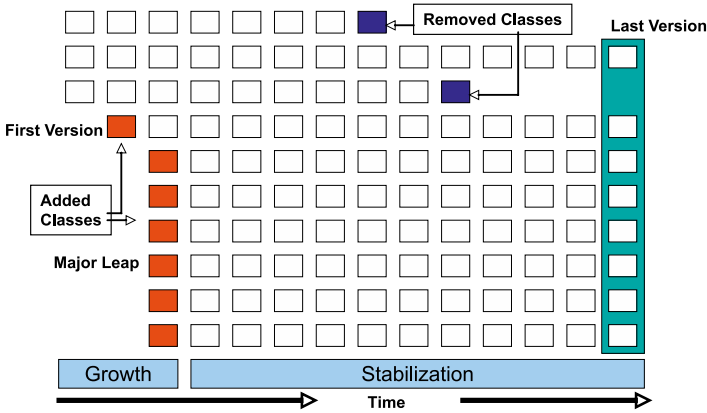 Removed Classes
Last Version
First Version
Added
Classes
Major Leap
Growth
Stabilization
Time